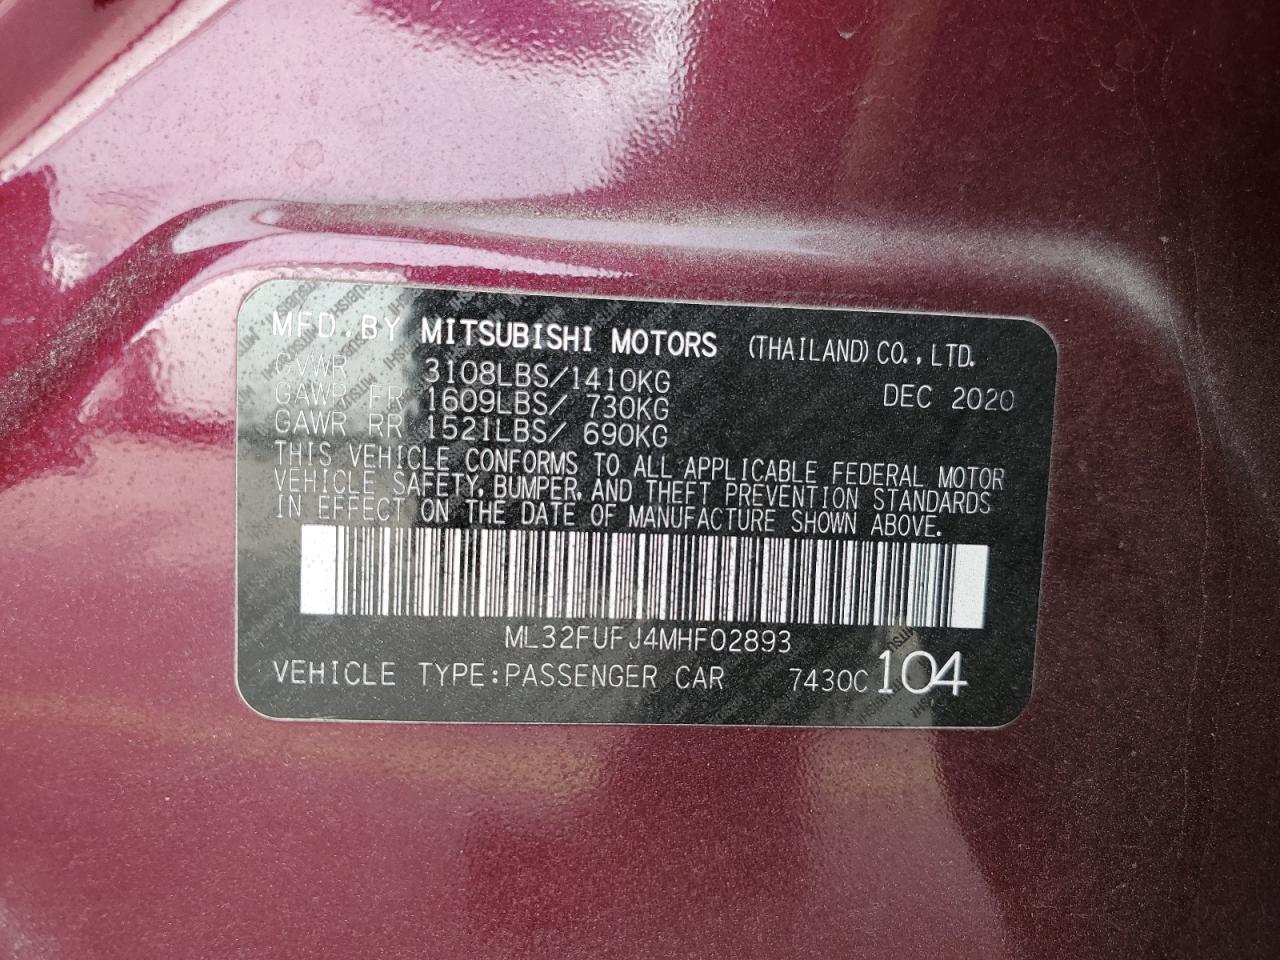 MFD. BY MITSUBISHI MOTORS (THAILAND) CO., LTD.
GVWR 3108LBS/1410KG DEC 2020
GAWR FR 1609LBS/ 730KG
GAWR RR 1521LBS/ 690KG
THIS VEHICLE CONFORMS TO ALL APPLICABLE FEDERAL MOTOR
VEHICLE SAFETY, BUMPER, AND THEFT PREVENTION STANDARDS
IN EFFECT ON THE DATE OF MANUFACTURE SHOWN ABOVE.
ML32FUFJ4MHF02893
VEHICLE TYPE:PASSENGER CAR 7430C 104